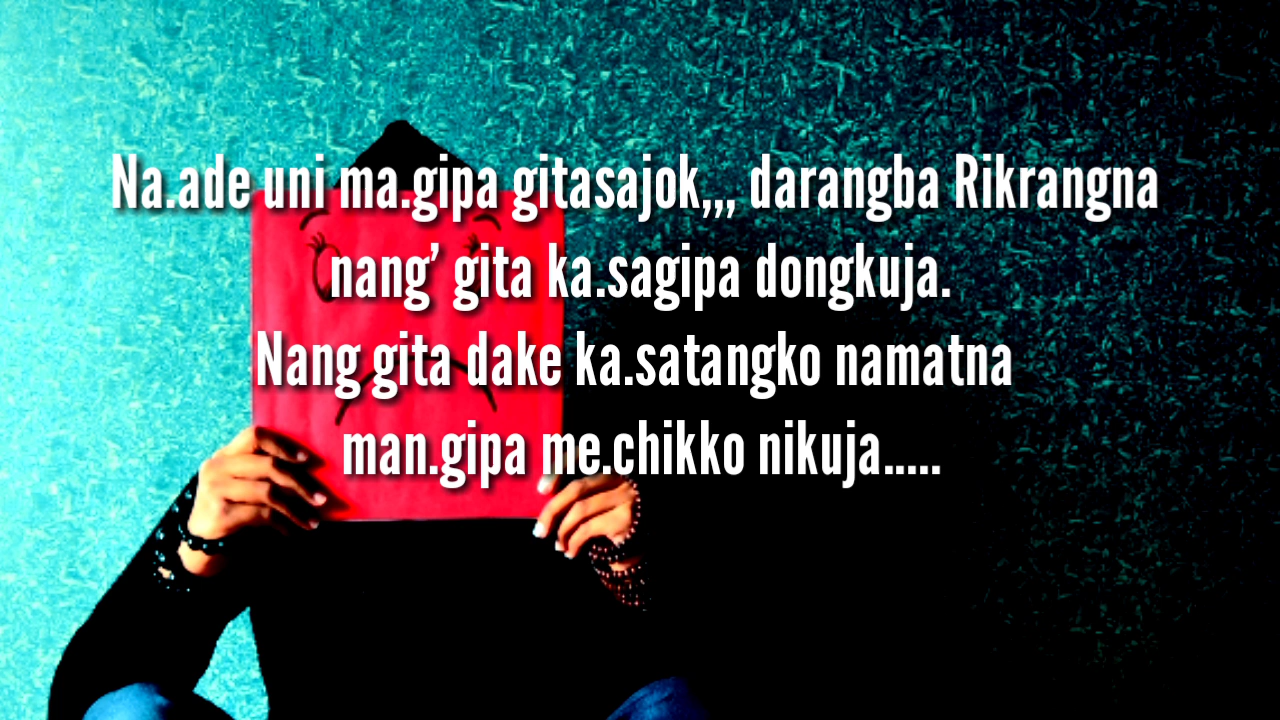 Na.ade uni ma.gipa gitasajok,,, darangba Rikrangna
nang' gita ka.sagipa dongkuja.
Nang gita dake ka.satangko namatna
man.gipa me.chikko nikuja.....